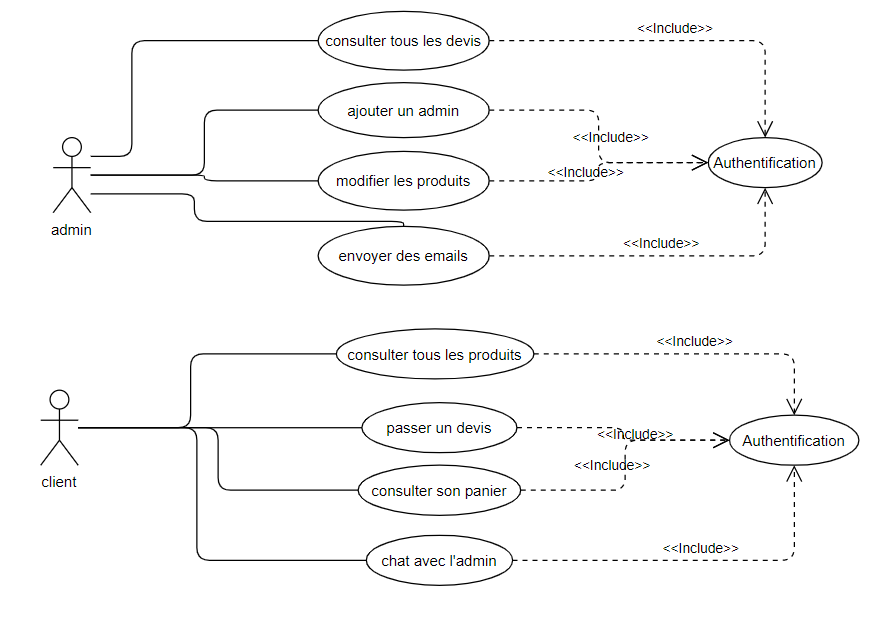 consulter tous les devis
<<Include>>
ajouter un admin
<<Include>>
Authentification
<<Include>>
modifier les produits
admin
<<Include>>
envoyer des emails
<<Include>>
consulter tous les produits
passer un devis
<<Include>>
Authentification
<<Include>>
client
consulter son panier
<<Include>>
chat avec l'admin